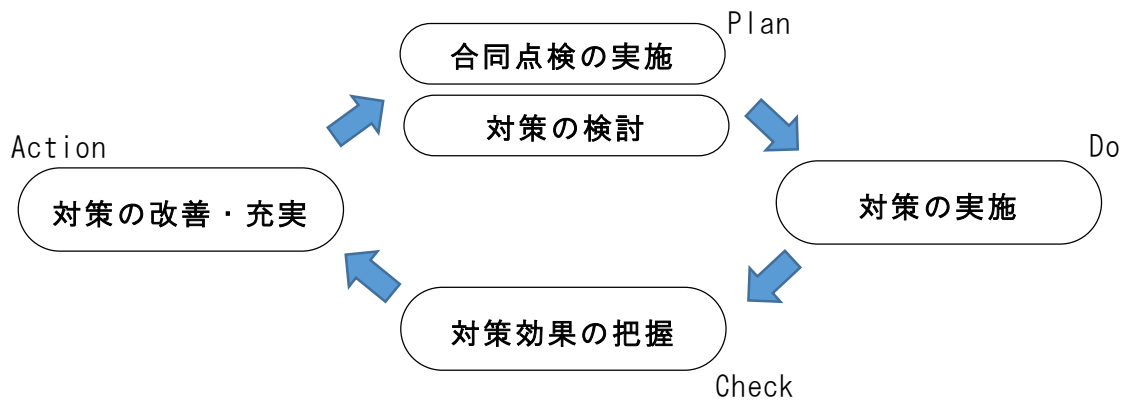 Plan
合同点検の実施
対策の検討
Action
Do
対策の改善・充実
対策の実施
対策効果の把握
Check